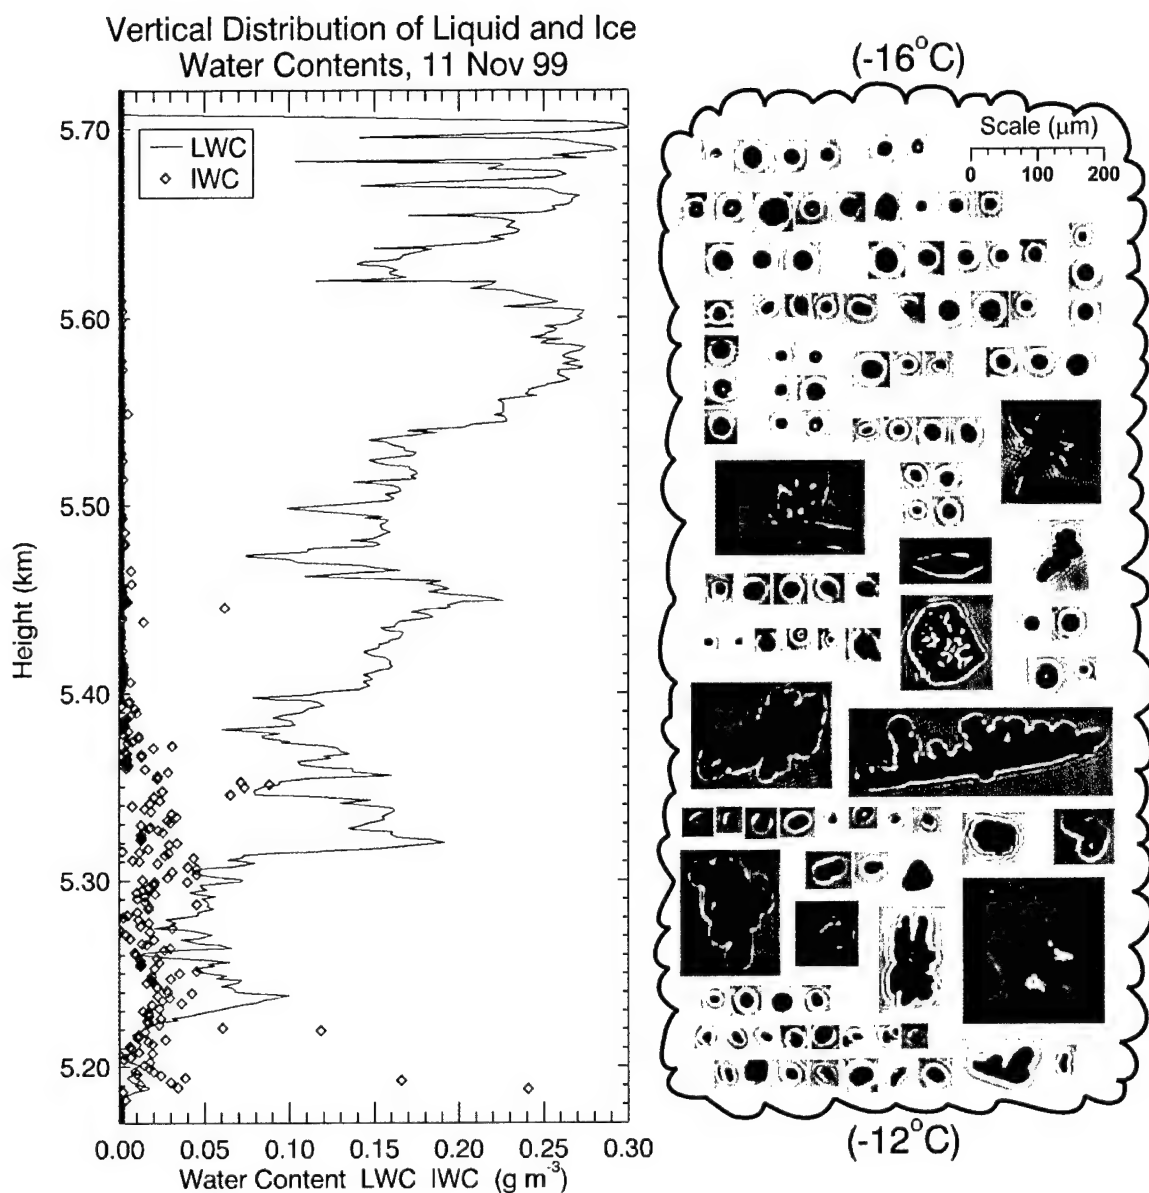 Vertical Distribution of Liquid and Ice
Water Contents, 11 Nov 99
(-16°C)
5.70
LWC
IWC
Scale (µm)
0 100 200
5.60
5.50
Height (km)
5.40
5.30
5.20
0.00 0.05 0.10 0.15 0.20 0.25 0.30
Water Content LWC IWC (g m⁻³)
(-12°C)